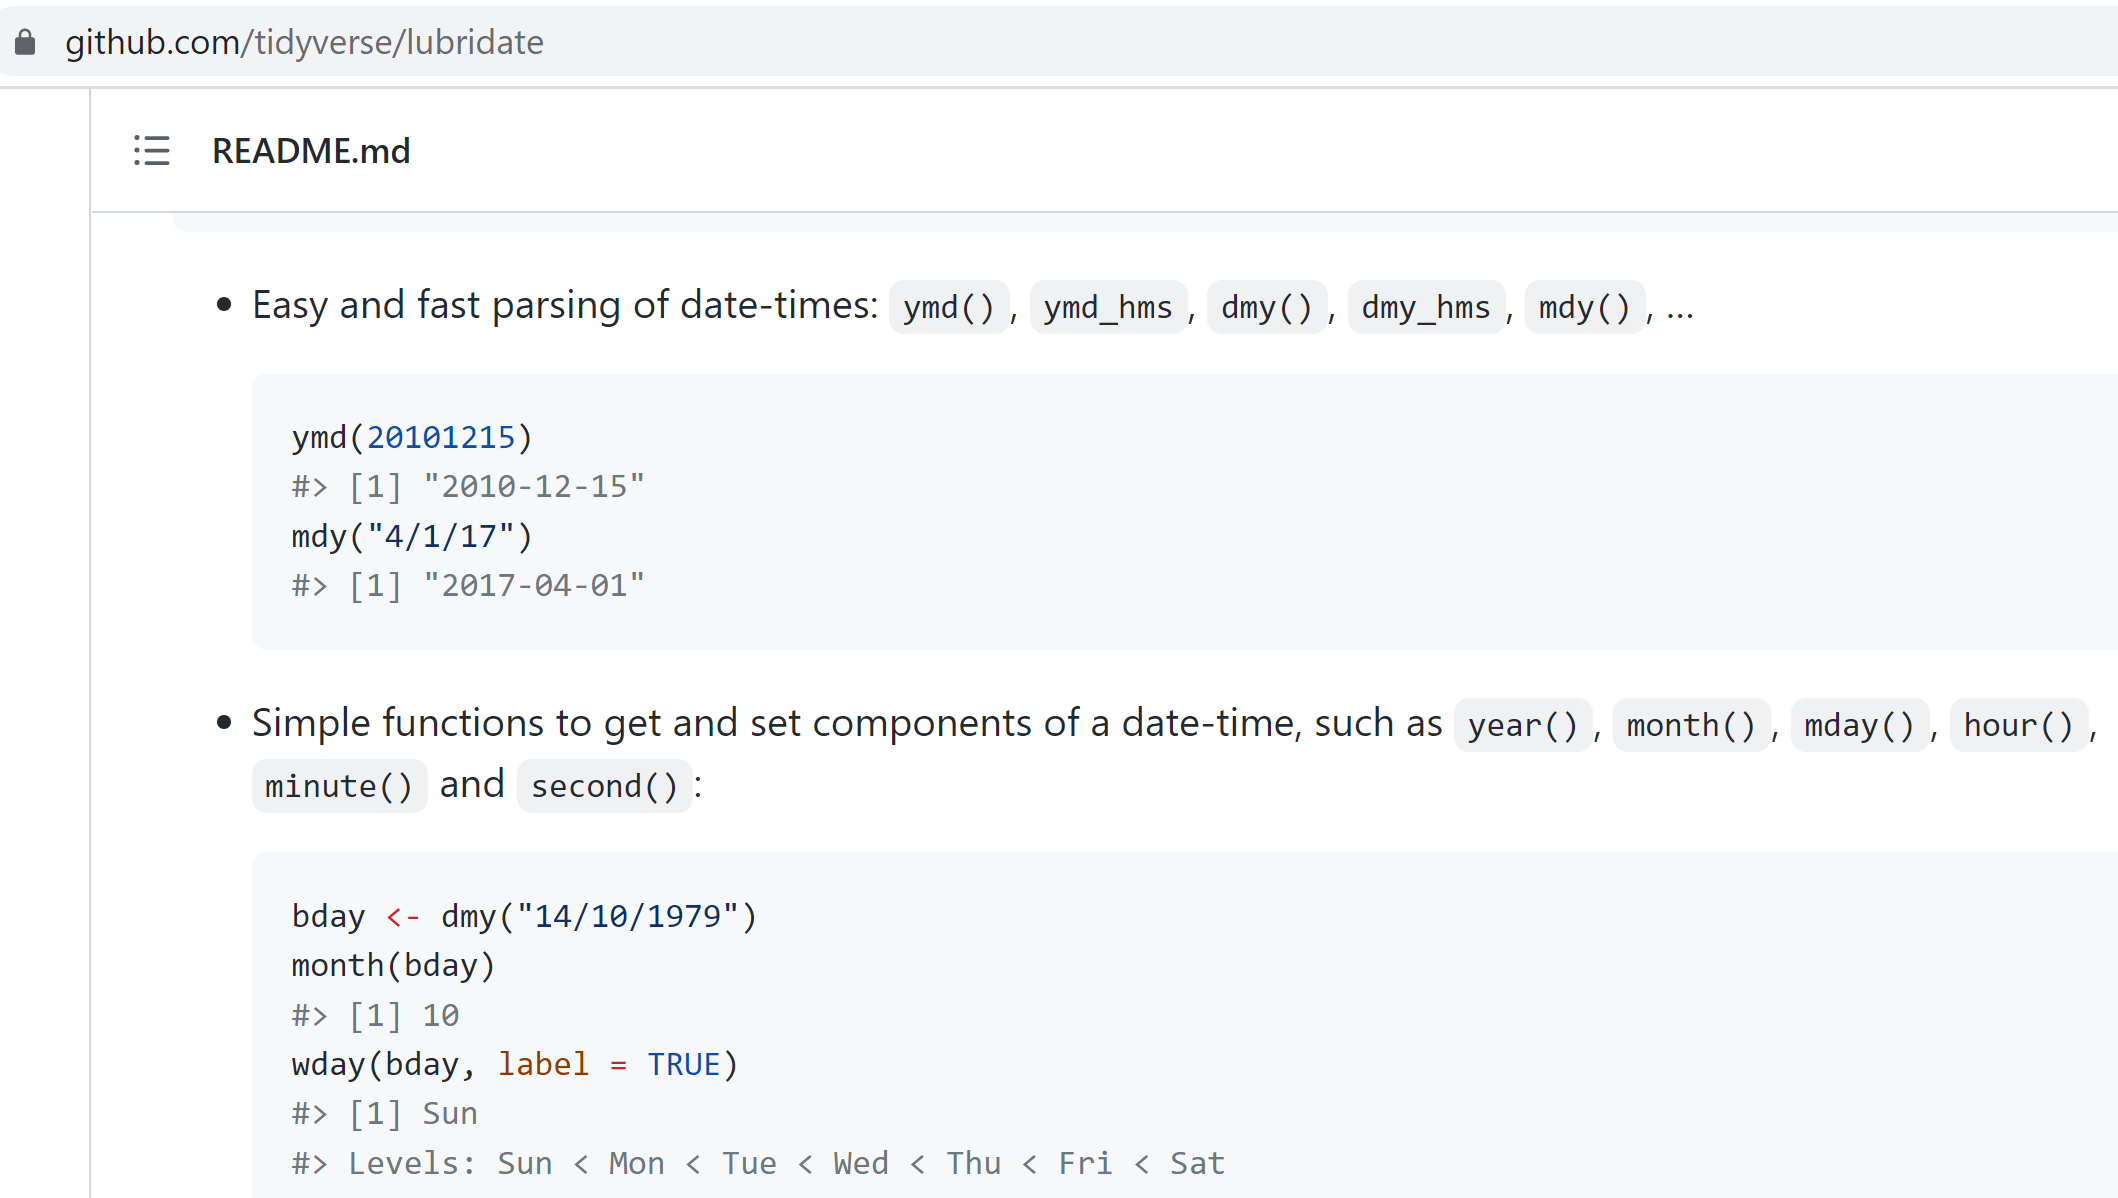 github.com/tidyverse/lubridate
README.md
Easy and fast parsing of date-times: ymd(), ymd_hms, dmy(), dmy_hms, mdy(), ...
ymd(20101215)
#> [1] "2010-12-15"
mdy("4/1/17")
#> [1] "2017-04-01"
Simple functions to get and set components of a date-time, such as year(), month(), mday(), hour(),
minute() and second():
bday <- dmy("14/10/1979")
month(bday)
#> [1] 10
wday(bday, label = TRUE)
#> [1] Sun
#> Levels: Sun < Mon < Tue < Wed < Thu < Fri < Sat